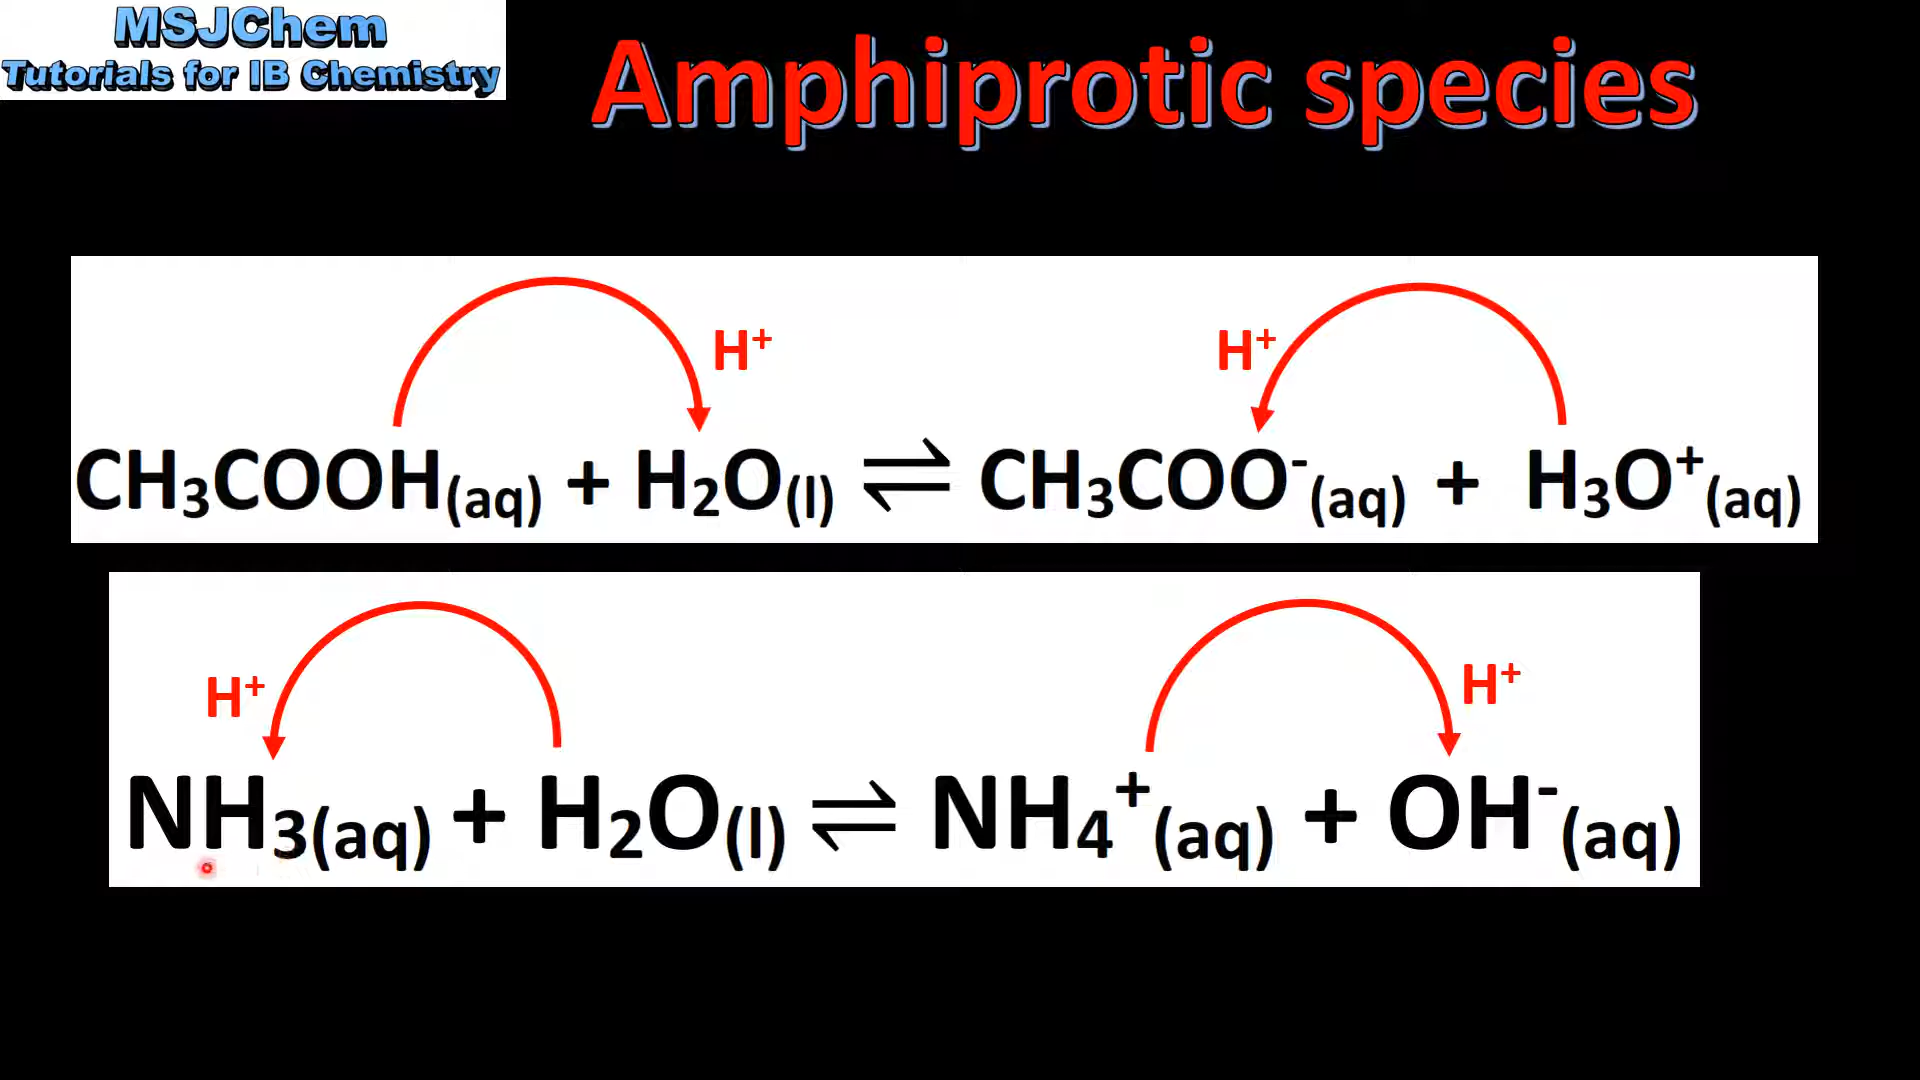 MSJChem
Tutorials for IB Chemistry
Amphiprotic species
H⁺ H⁺
CH₃COOH(aq) + H₂O(l) ⇌ CH₃COO⁻(aq) + H₃O⁺(aq)
H⁺ H⁺
NH₃(aq) + H₂O(l) ⇌ NH₄⁺(aq) + OH⁻(aq)